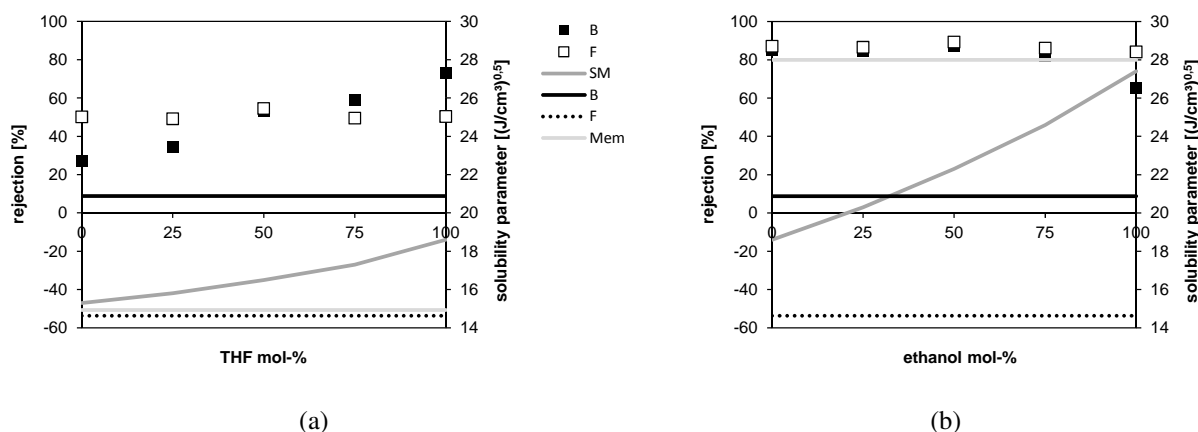 100
80
60
40
20
0
-20
-40
-60
rejection [%]
0 25 50 75 100
THF mol-%
30
28
26
24
22
20
18
16
14
solubility parameter [(J/cm³)⁰,⁵]
B
F
SM
B
F
Mem
100
80
60
40
20
0
-20
-40
-60
rejection [%]
0 25 50 75 100
ethanol mol-%
30
28
26
24
22
20
18
16
14
solubility parameter [(J/cm³)⁰,⁵]
(a)
(b)